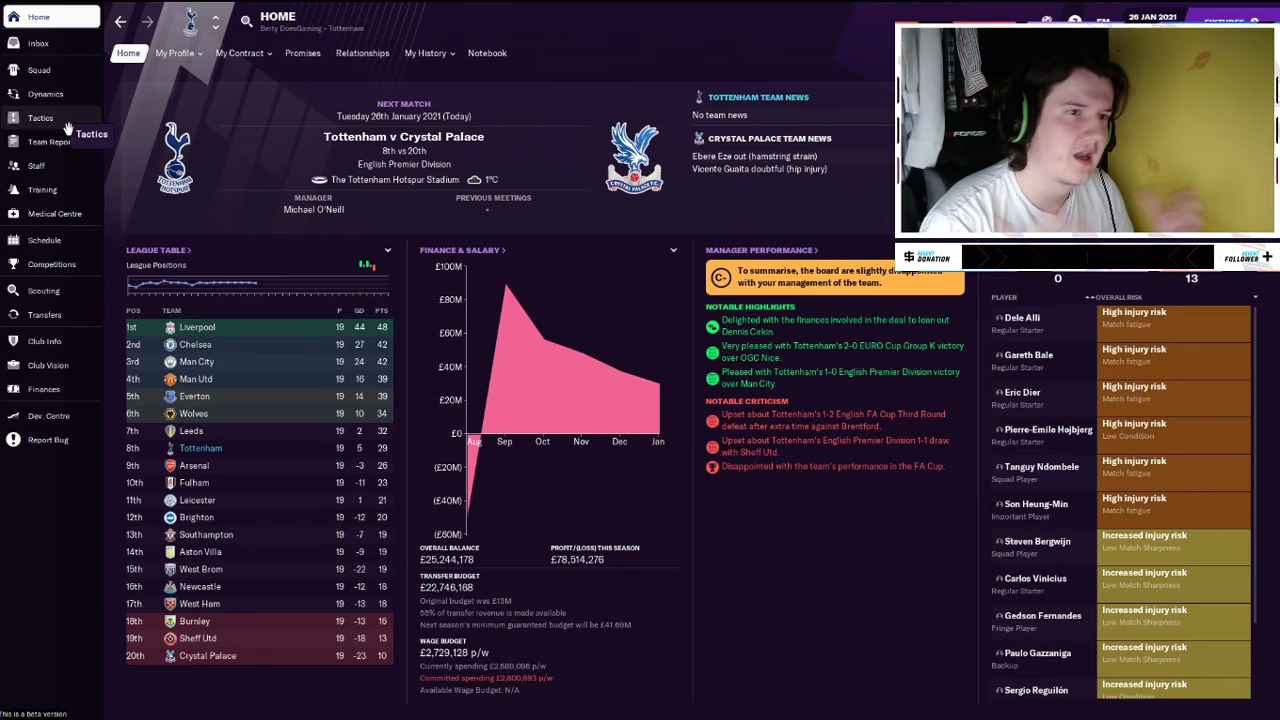 Home
Inbox
Squad
Dynamics
Tactics
Tactics
Team Repor
Staff
Training
Medical Centre
Schedule
Competitions
Scouting
Transfers
Club Info
Club Vision
Finances
Dev. Centre
Report Bug
This is a beta version
HOME
Berty DoesGaming - Tottenham
26 JAN 2021
Home
My Profile
My Contract
Promises
Relationships
My History
Notebook
NEXT MATCH
Tuesday 26th January 2021 (Today)
Tottenham v Crystal Palace
8th vs 20th
English Premier Division
The Tottenham Hotspur Stadium 1°C
MANAGER
Michael O'Neill
PREVIOUS MEETINGS
-
TOTTENHAM TEAM NEWS
No team news
CRYSTAL PALACE TEAM NEWS
Ebere Eze out (hamstring strain)
Vicente Guaita doubtful (hip injury)
RECENT DONATION
RECENT FOLLOWER
LEAGUE TABLE >
League Positions
POS TEAM P GD PTS
1st Liverpool 19 44 48
2nd Chelsea 19 27 42
3rd Man City 19 24 42
4th Man Utd 19 16 39
5th Everton 19 14 39
6th Wolves 19 10 34
7th Leeds 19 2 32
8th Tottenham 19 5 29
9th Arsenal 19 -3 26
10th Fulham 19 -11 23
11th Leicester 19 1 21
12th Brighton 19 -12 20
13th Southampton 19 -7 19
14th Aston Villa 19 -9 19
15th West Brom 19 -22 19
16th Newcastle 19 -12 18
17th West Ham 19 -13 18
18th Burnley 19 -13 16
19th Sheff Utd 19 -18 13
20th Crystal Palace 19 -23 10
FINANCE & SALARY >
£100M
£80M
£60M
£40M
£20M
£0
(£20M)
(£40M)
(£60M)
Aug Sep Oct Nov Dec Jan
OVERALL BALANCE
£25,244,178
PROFIT/(LOSS) THIS SEASON
£78,514,276
TRANSFER BUDGET
£22,746,168
Original budget was £13M
55% of transfer revenue is made available
Next season's minimum guaranteed budget will be £41.69M.
WAGE BUDGET
£2,729,128 p/w
Currently spending £2,589,096 p/w
Committed spending £2,800,693 p/w
Available Wage Budget: N/A
MANAGER PERFORMANCE >
C- To summarise, the board are slightly disappointed
with your management of the team.
NOTABLE HIGHLIGHTS
Delighted with the finances involved in the deal to loan out
Dennis Cirkin.
Very pleased with Tottenham's 2-0 EURO Cup Group K victory
over OGC Nice.
Pleased with Tottenham's 1-0 English Premier Division victory
over Man City.
NOTABLE CRITICISM
Upset about Tottenham's 1-2 English FA Cup Third Round
defeat after extra time against Brentford.
Upset about Tottenham's English Premier Division 1-1 draw
with Sheff Utd.
Disappointed with the team's performance in the FA Cup.
0 13
PLAYER OVERALL RISK
Dele Alli High injury risk
Regular Starter Match fatigue
Gareth Bale High injury risk
Regular Starter Match fatigue
Eric Dier High injury risk
Regular Starter Match fatigue
Pierre-Emile Højbjerg High injury risk
Regular Starter Low Condition
Tanguy Ndombele High injury risk
Squad Player Match fatigue
Son Heung-Min High injury risk
Important Player Match fatigue
Steven Bergwijn Increased injury risk
Squad Player Low Match Sharpness
Carlos Vinicius Increased injury risk
Regular Starter Low Match Sharpness
Gedson Fernandes Increased injury risk
Fringe Player Low Match Sharpness
Paulo Gazzaniga Increased injury risk
Backup Low Match Sharpness
Sergio Reguilón Increased injury risk